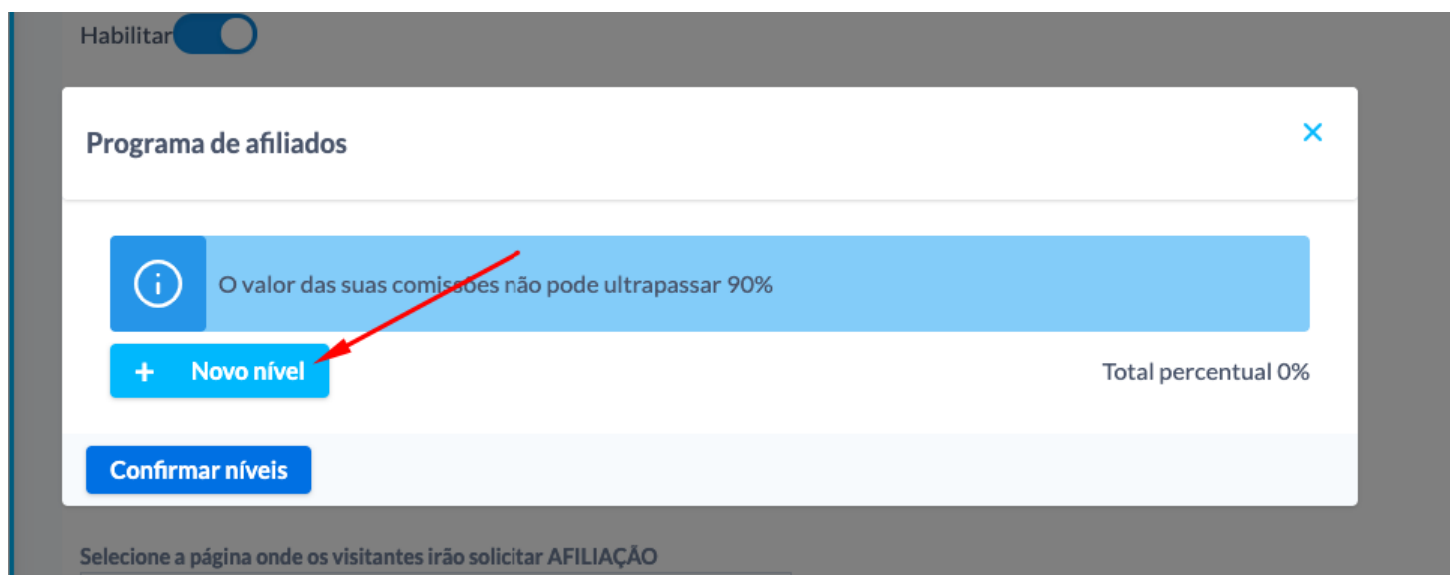 Habilitar
Programa de afiliados
O valor das suas comissões não pode ultrapassar 90%
+ Novo nível
Total percentual 0%
Confirmar níveis
Selecione a página onde os visitantes irão solicitar AFILIAÇÃO